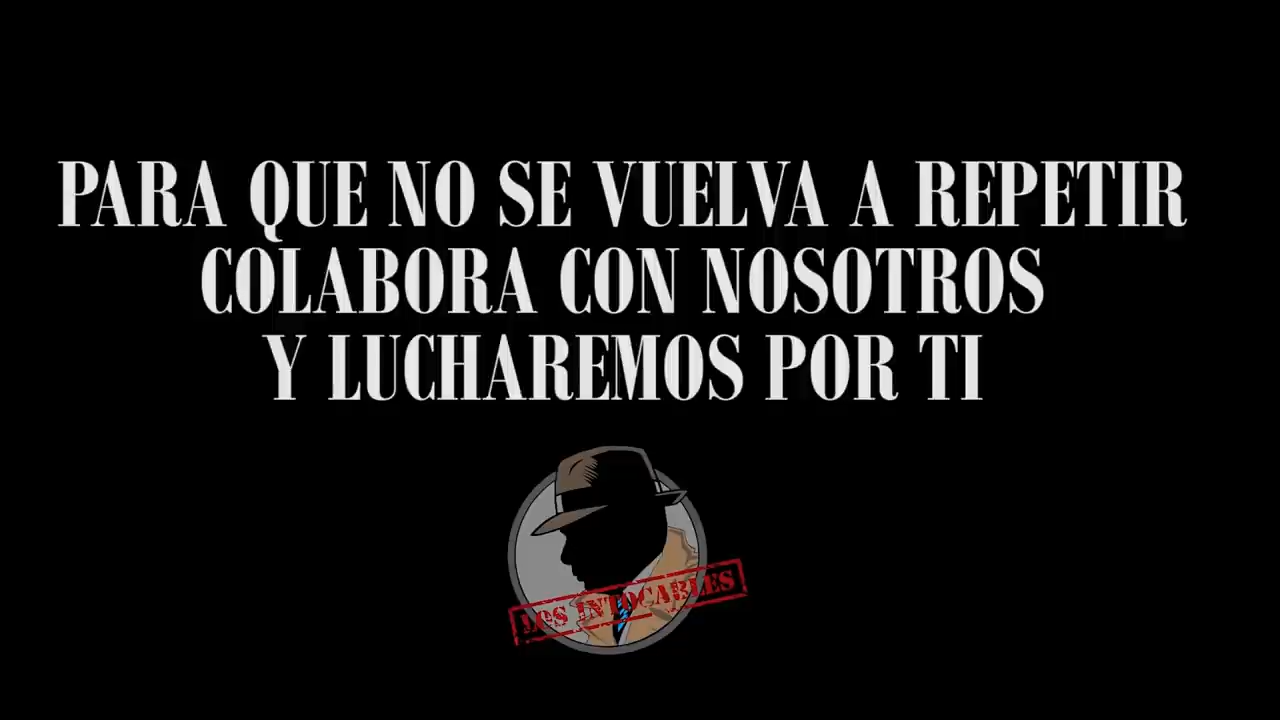 PARA QUE NO SE VUELVA A REPETIR
COLABORA CON NOSOTROS
Y LUCHAREMOS POR TI
LOS INTOCABLES